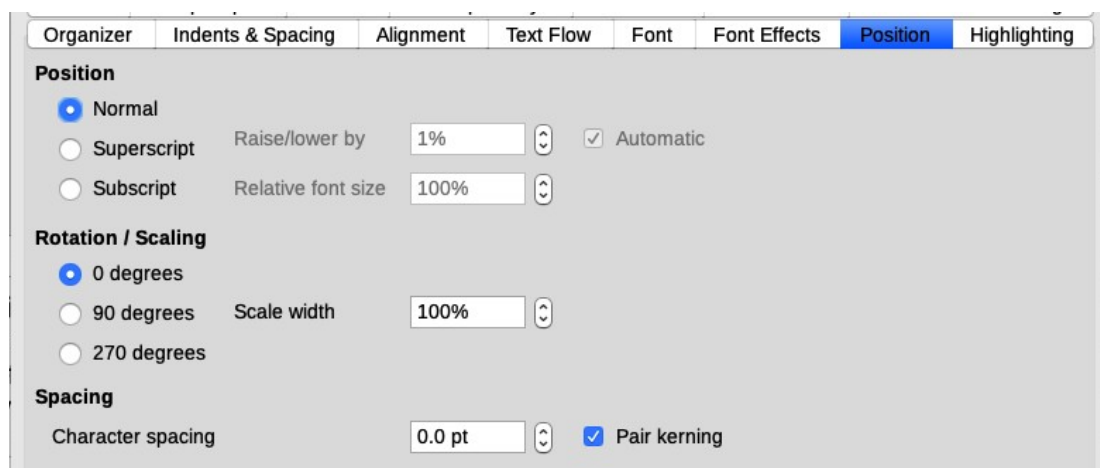 Organizer Indents & Spacing Alignment Text Flow Font Font Effects Position Highlighting
Position
Normal
Superscript Raise/lower by 1% Automatic
Subscript Relative font size 100%
Rotation / Scaling
0 degrees
90 degrees Scale width 100%
270 degrees
Spacing
Character spacing 0.0 pt Pair kerning